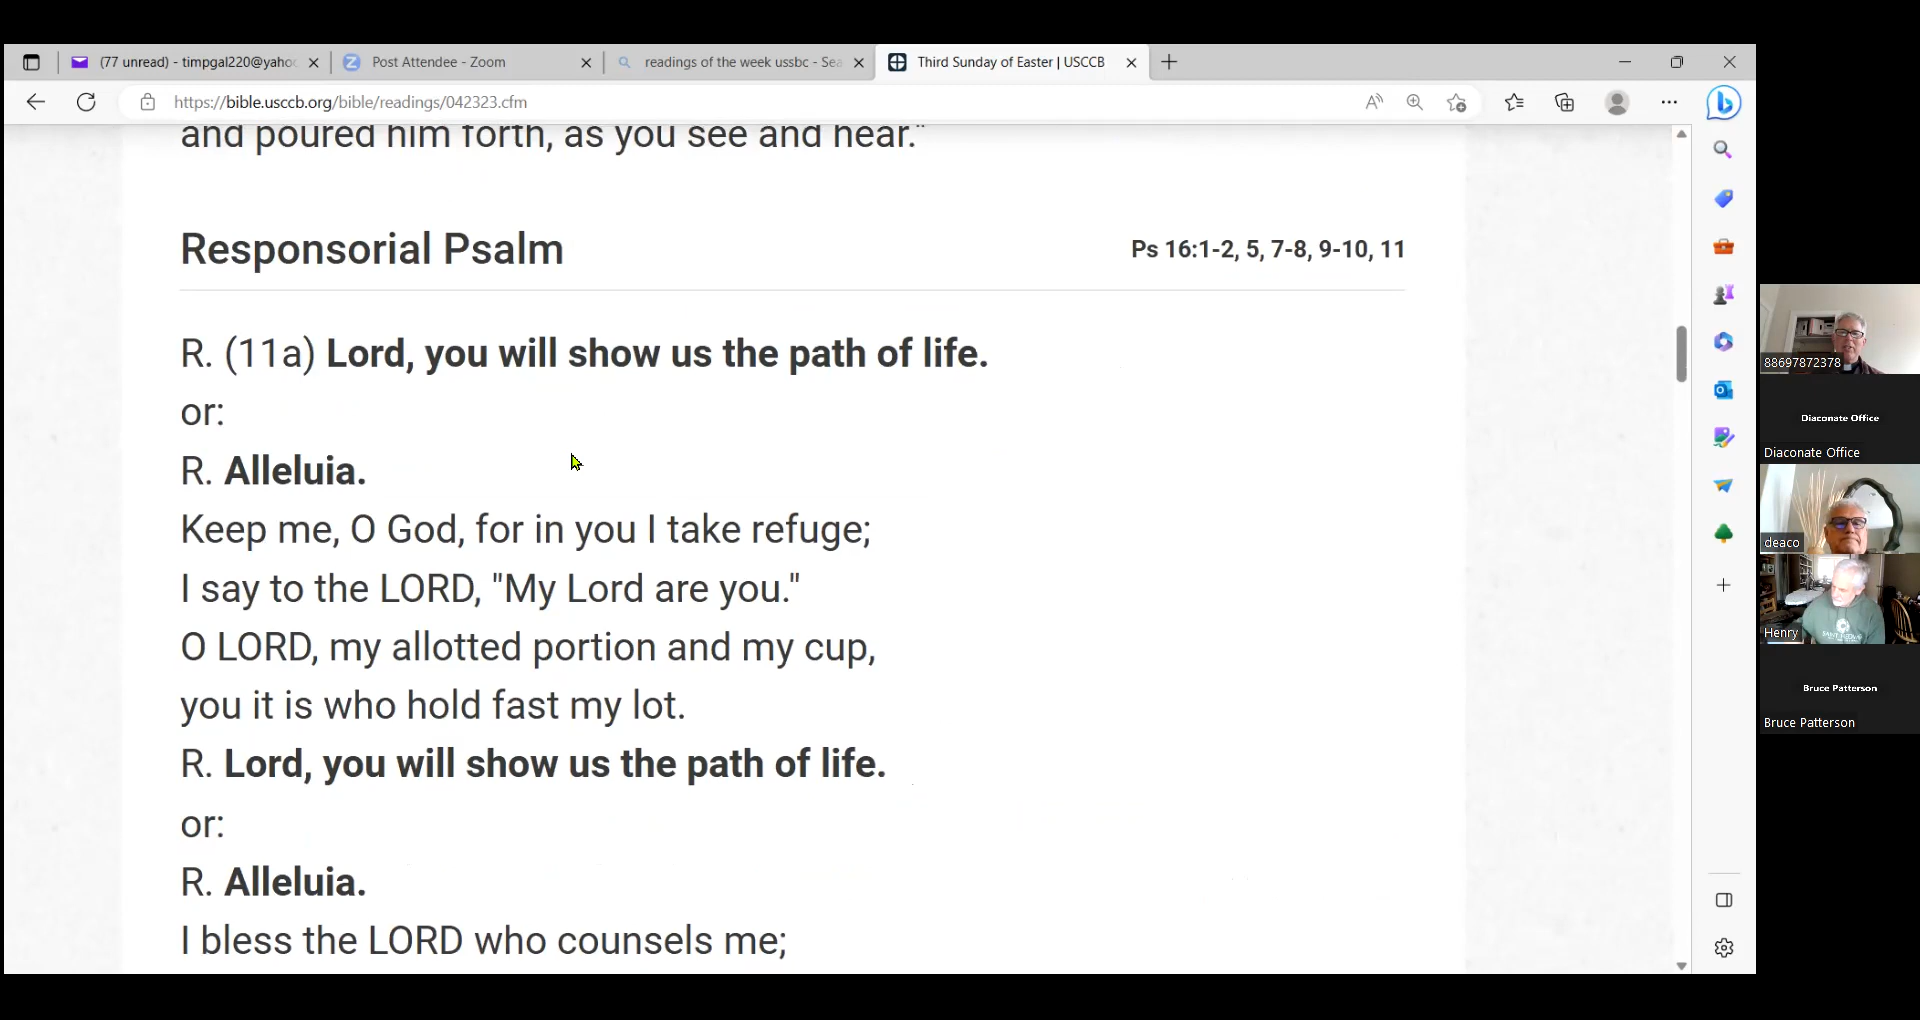 (77 unread) - timpgal220@yaho
Post Attendee - Zoom
readings of the week ussbc - Sea
Third Sunday of Easter | USCCB
https://bible.usccb.org/bible/readings/042323.cfm
and poured him forth, as you see and hear."
Responsorial Psalm
Ps 16:1-2, 5, 7-8, 9-10, 11
R. (11a) Lord, you will show us the path of life.
or:
R. Alleluia.
Keep me, O God, for in you I take refuge;
I say to the LORD, "My Lord are you."
O LORD, my allotted portion and my cup,
you it is who hold fast my lot.
R. Lord, you will show us the path of life.
or:
R. Alleluia.
I bless the LORD who counsels me;
88697872378
Diaconate Office
Diaconate Office
deaco
Henry
Bruce Patterson
Bruce Patterson